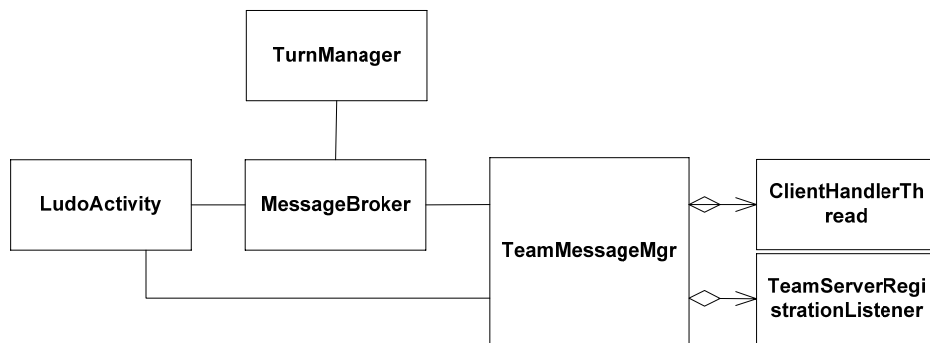 TurnManager
LudoActivity
MessageBroker
TeamMessageMgr
ClientHandlerTh
read
TeamServerRegi
strationListener